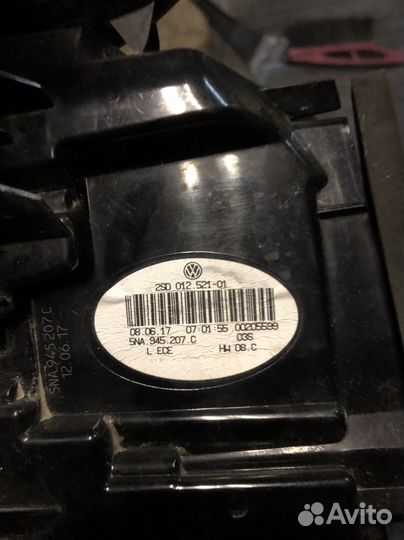 2SD 012.521-01
08.06.17 07:01:55 00205599
5NA.945.207.C 03S
L ECE HW 08.C
5NA 945 207.C
12.06.17
Avito